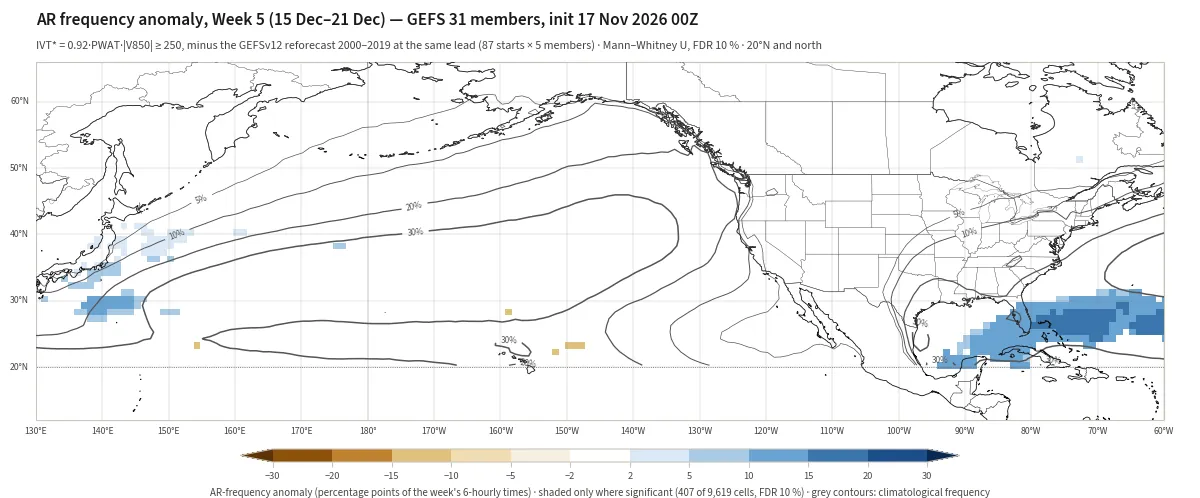 AR frequency anomaly, Week 5 (15 Dec–21 Dec) — GEFS 31 members, init 17 Nov 2026 00Z
IVT* = 0.92·PWAT·|V850| ≥ 250, minus the GEFSv12 reforecast 2000–2019 at the same lead (87 starts × 5 members) · Mann–Whitney U, FDR 10 % · 20°N and north
60°N
50°N
40°N
30°N
20°N
5%
10%
20%
30%
30%
5%
10%
30%
130°E 140°E 150°E 160°E 170°E 180° 170°W 160°W 150°W 140°W 130°W 120°W 110°W 100°W 90°W 80°W 70°W 60°W
−30 −20 −15 −10 −5 −2 2 5 10 15 20 30
AR-frequency anomaly (percentage points of the week's 6-hourly times) · shaded only where significant (407 of 9,619 cells, FDR 10 %) · grey contours: climatological frequency